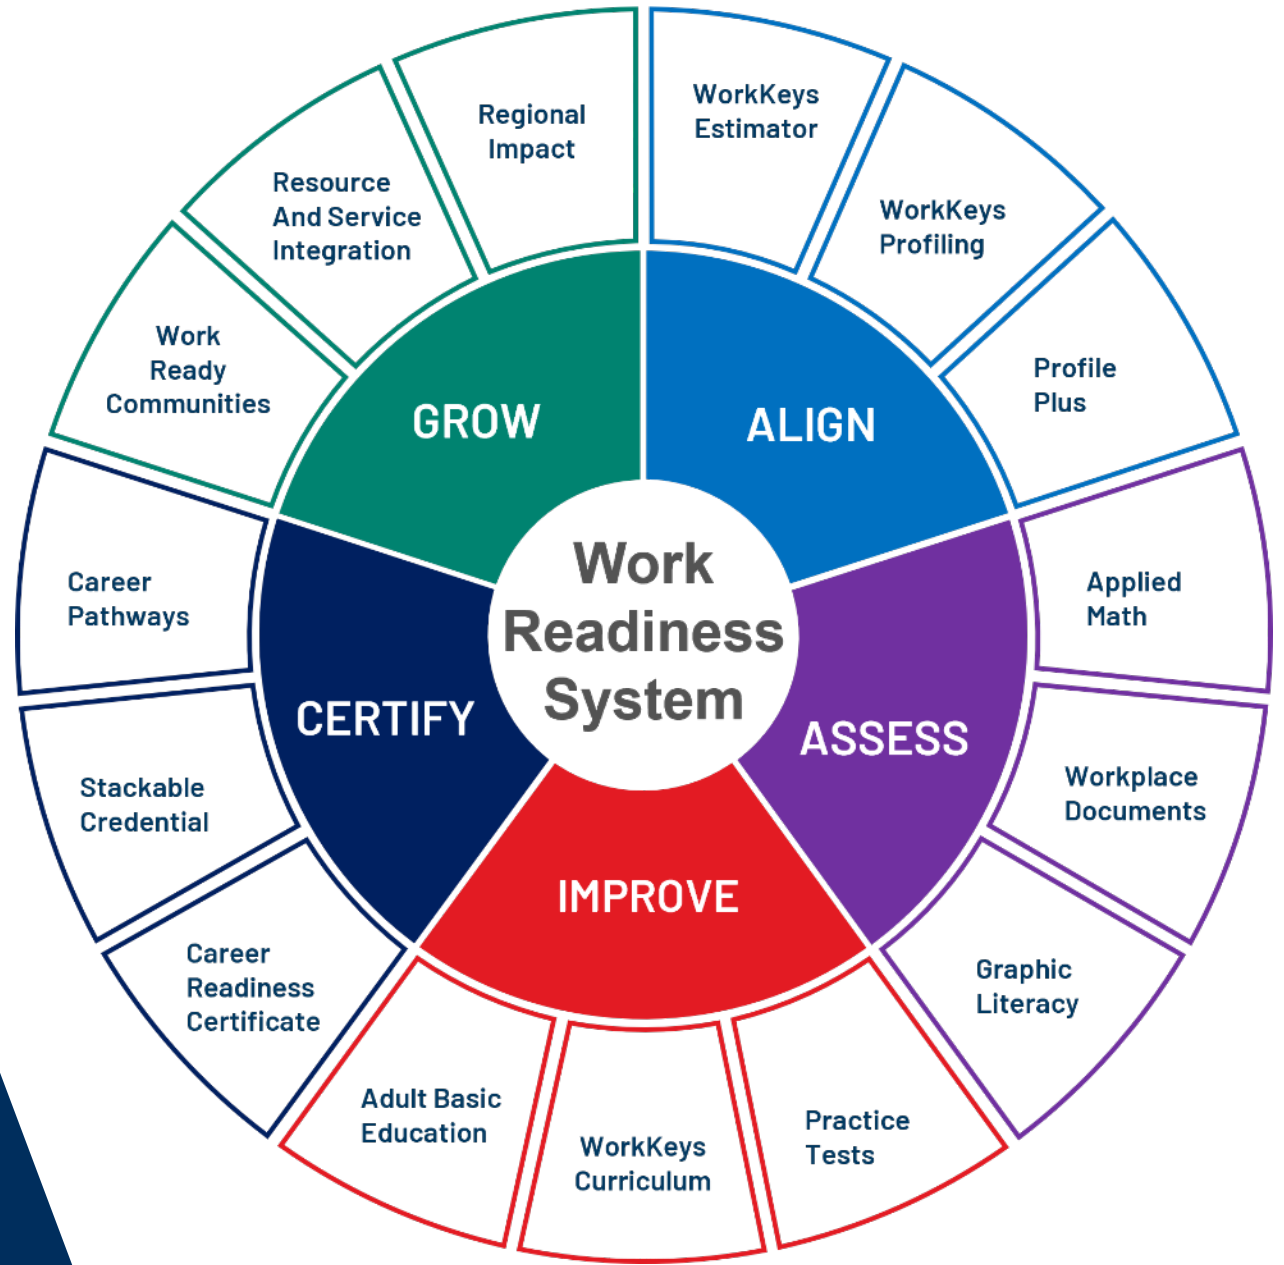 Work
Readiness
System
ALIGN
WorkKeys
Estimator
WorkKeys
Profiling
Profile
Plus
ASSESS
Applied
Math
Workplace
Documents
Graphic
Literacy
IMPROVE
Practice
Tests
WorkKeys
Curriculum
Adult Basic
Education
CERTIFY
Career
Readiness
Certificate
Stackable
Credential
Career
Pathways
GROW
Work
Ready
Communities
Resource
And Service
Integration
Regional
Impact